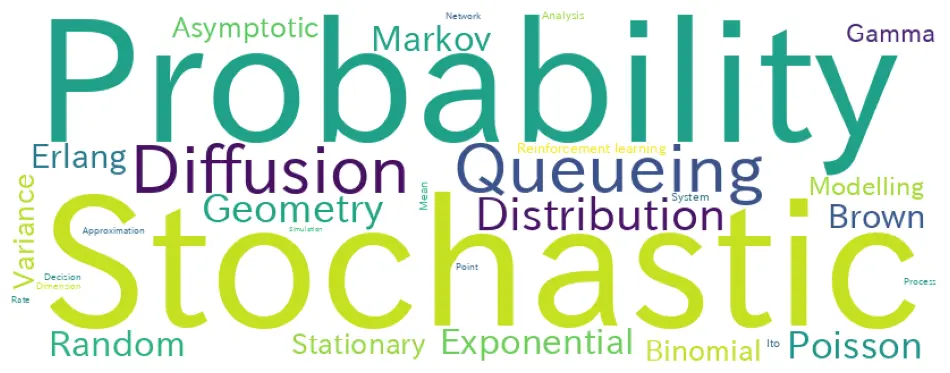 Probability
Asymptotic
Network
Markov
Analysis
Gamma
Erlang
Diffusion
Queueing
Reinforcement learning
Variance
Geometry
Mean
Distribution
System
Modelling
Brown
Stochastic
Approximation
Simulation
Decision
Dimension
Rate
Point
Process
Random
Stationary
Exponential
Binomial
Ito
Poisson